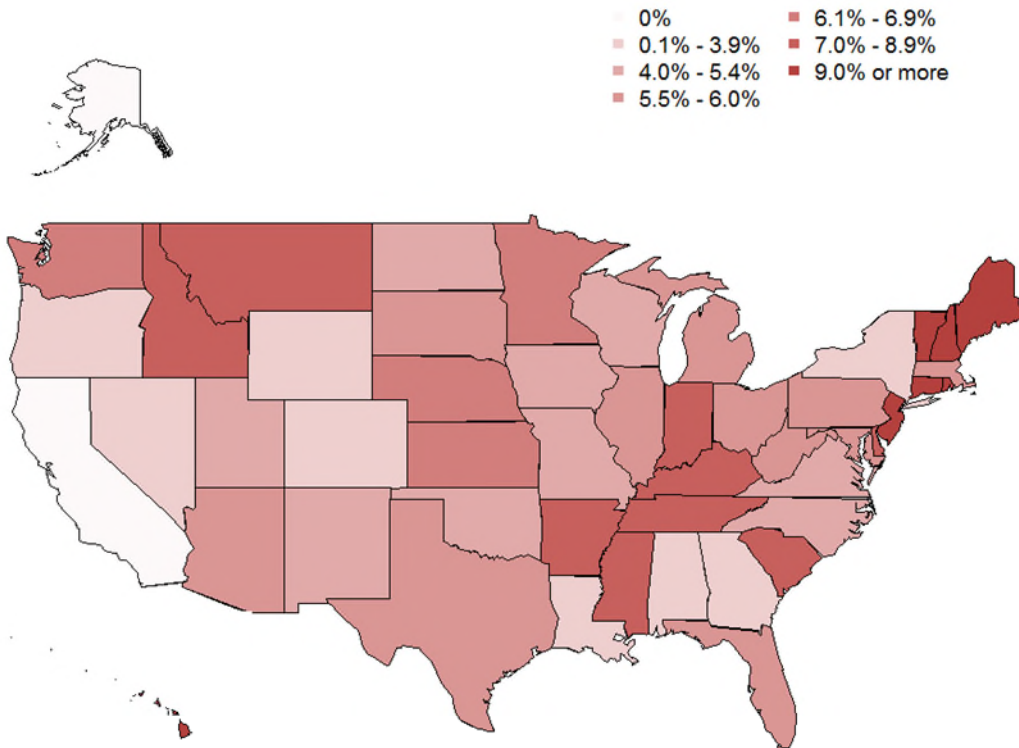 0%
0.1% - 3.9%
4.0% - 5.4%
5.5% - 6.0%
6.1% - 6.9%
7.0% - 8.9%
9.0% or more